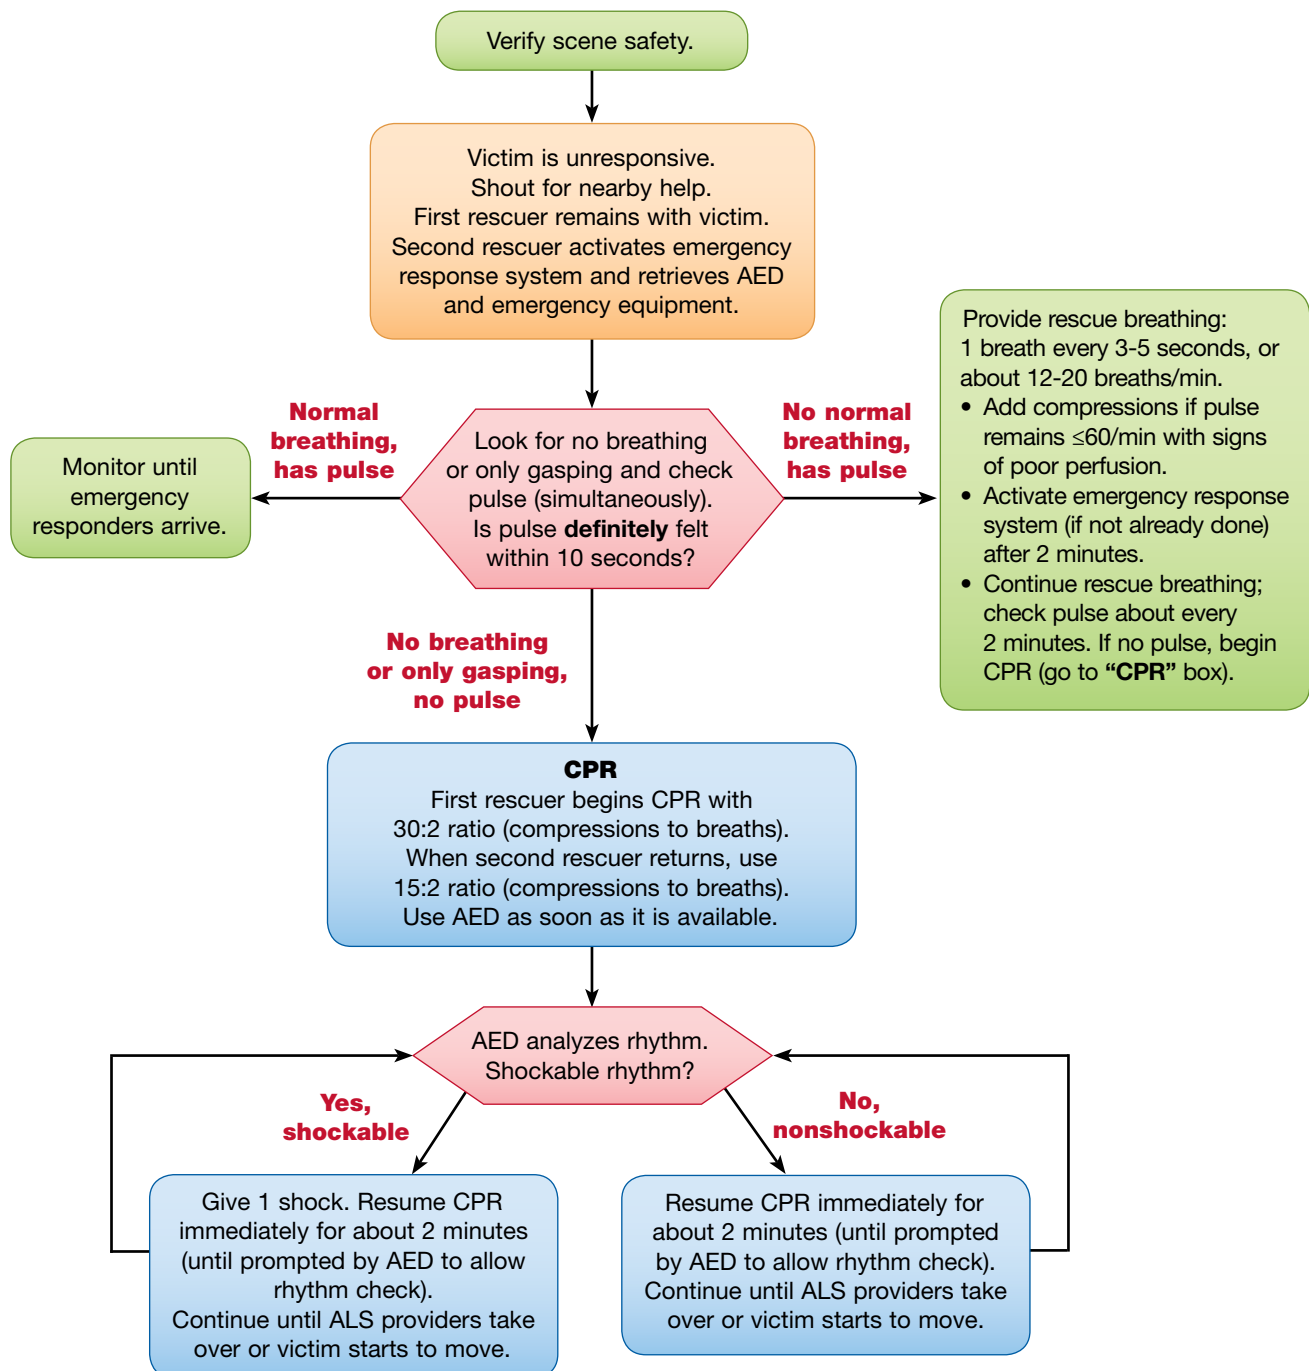 Verify scene safety.
Victim is unresponsive.
Shout for nearby help.
First rescuer remains with victim.
Second rescuer activates emergency
response system and retrieves AED
and emergency equipment.
Normal
breathing,
has pulse
Monitor until
emergency
responders arrive.
Look for no breathing
or only gasping and check
pulse (simultaneously).
Is pulse definitely felt
within 10 seconds?
No normal
breathing,
has pulse
Provide rescue breathing:
1 breath every 3-5 seconds, or
about 12-20 breaths/min.
• Add compressions if pulse
remains ≤60/min with signs
of poor perfusion.
• Activate emergency response
system (if not already done)
after 2 minutes.
• Continue rescue breathing;
check pulse about every
2 minutes. If no pulse, begin
CPR (go to “CPR” box).
No breathing
or only gasping,
no pulse
CPR
First rescuer begins CPR with
30:2 ratio (compressions to breaths).
When second rescuer returns, use
15:2 ratio (compressions to breaths).
Use AED as soon as it is available.
AED analyzes rhythm.
Shockable rhythm?
Yes,
shockable
No,
nonshockable
Give 1 shock. Resume CPR
immediately for about 2 minutes
(until prompted by AED to allow
rhythm check).
Continue until ALS providers take
over or victim starts to move.
Resume CPR immediately for
about 2 minutes (until prompted
by AED to allow rhythm check).
Continue until ALS providers take
over or victim starts to move.